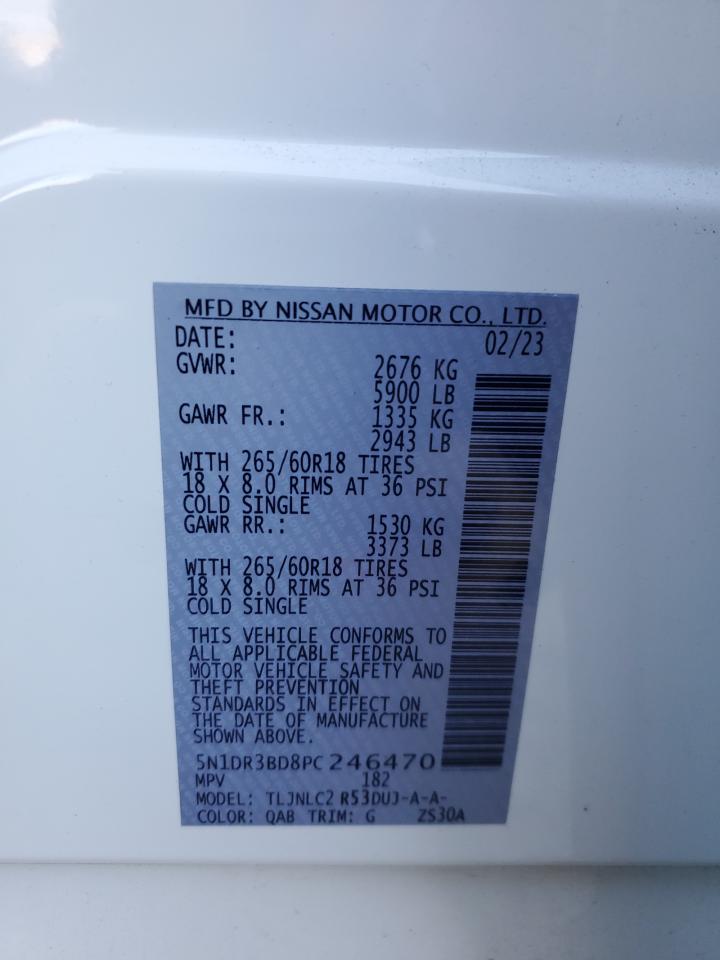 MFD BY NISSAN MOTOR CO., LTD.
DATE: 02/23
GVWR: 2676 KG
5900 LB
GAWR FR.: 1335 KG
2943 LB
WITH 265/60R18 TIRES
18 X 8.0 RIMS AT 36 PSI
COLD SINGLE
GAWR RR.: 1530 KG
3373 LB
WITH 265/60R18 TIRES
18 X 8.0 RIMS AT 36 PSI
COLD SINGLE
THIS VEHICLE CONFORMS TO
ALL APPLICABLE FEDERAL
MOTOR VEHICLE SAFETY AND
THEFT PREVENTION
STANDARDS IN EFFECT ON
THE DATE OF MANUFACTURE
SHOWN ABOVE.
5N1DR3BD8PC246470
MPV 182
MODEL: TLJNLC2 R53DUJ-A-A-
COLOR: QAB TRIM: G ZS30A